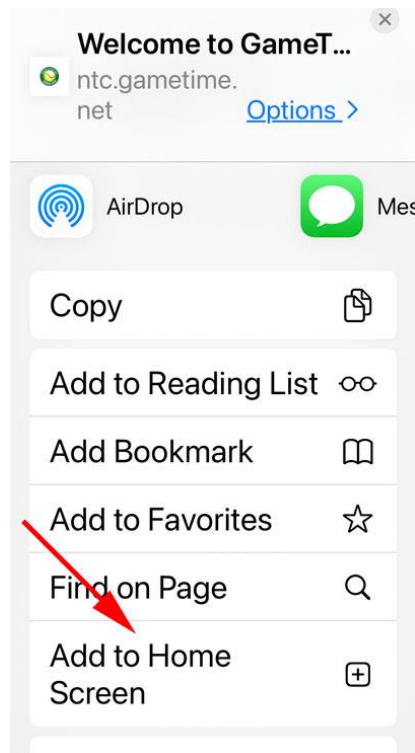 Welcome to GameT...
ntc.gametime.
net
Options >
AirDrop
Mes
Copy
Add to Reading List
Add Bookmark
Add to Favorites
Find on Page
Add to Home
Screen